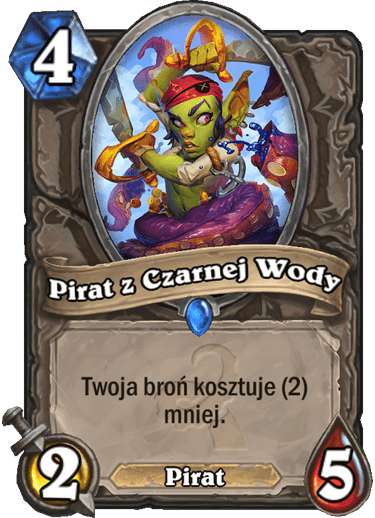 4
Pirat z Czarnej Wody
Twoja broń kosztuje (2)
mniej.
2
Pirat
5